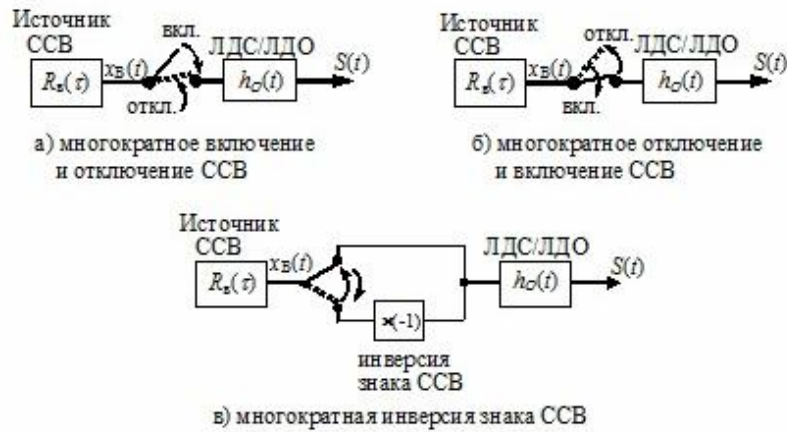 Источник
ССВ
R_в(τ)
x_В(t)
вкл.
откл.
ЛДС/ЛДО
h_O(t)
S(t)
а) многократное включение
и отключение ССВ
Источник
ССВ
R_в(τ)
x_В(t)
откл.
вкл.
ЛДС/ЛДО
h_O(t)
S(t)
б) многократное отключение
и включение ССВ
Источник
ССВ
R_в(τ)
x_В(t)
×(-1)
инверсия
знака ССВ
ЛДС/ЛДО
h_O(t)
S(t)
в) многократная инверсия знака ССВ